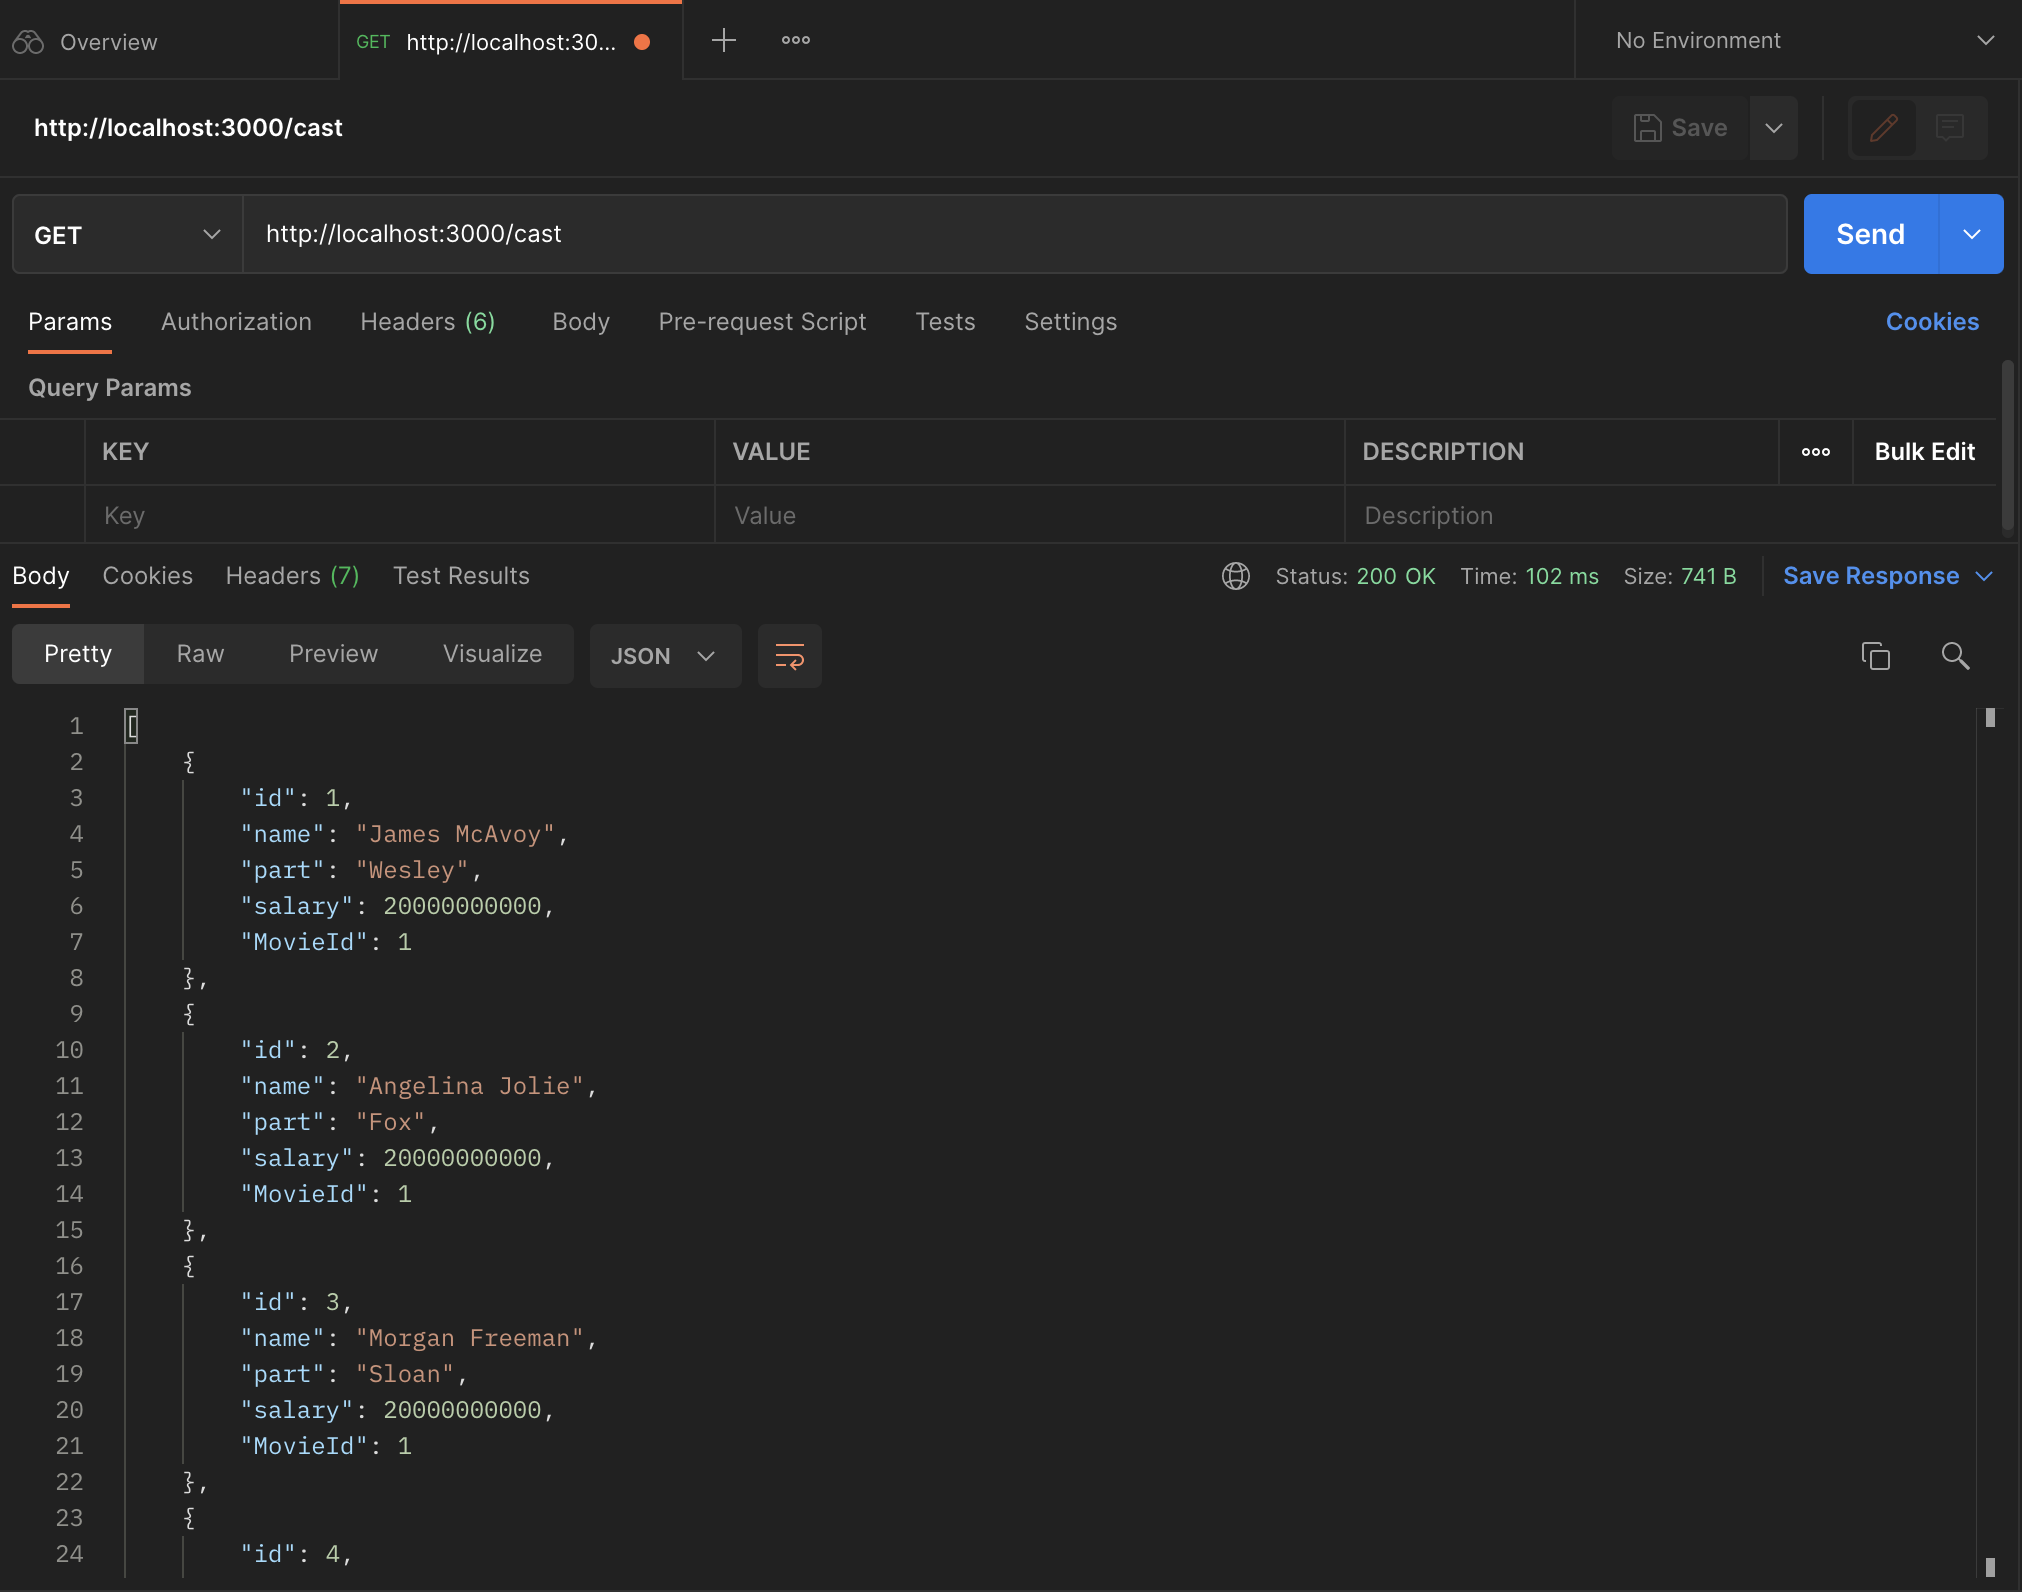 Overview
GET http://localhost:30...
No Environment
http://localhost:3000/cast
Save
GET
http://localhost:3000/cast
Send
Params Authorization Headers (6) Body Pre-request Script Tests Settings Cookies
Query Params
KEY VALUE DESCRIPTION Bulk Edit
Key Value Description
Body Cookies Headers (7) Test Results Status: 200 OK Time: 102 ms Size: 741 B Save Response
Pretty Raw Preview Visualize JSON
1 [
2 {
3 "id": 1,
4 "name": "James McAvoy",
5 "part": "Wesley",
6 "salary": 20000000000,
7 "MovieId": 1
8 },
9 {
10 "id": 2,
11 "name": "Angelina Jolie",
12 "part": "Fox",
13 "salary": 20000000000,
14 "MovieId": 1
15 },
16 {
17 "id": 3,
18 "name": "Morgan Freeman",
19 "part": "Sloan",
20 "salary": 20000000000,
21 "MovieId": 1
22 },
23 {
24 "id": 4,